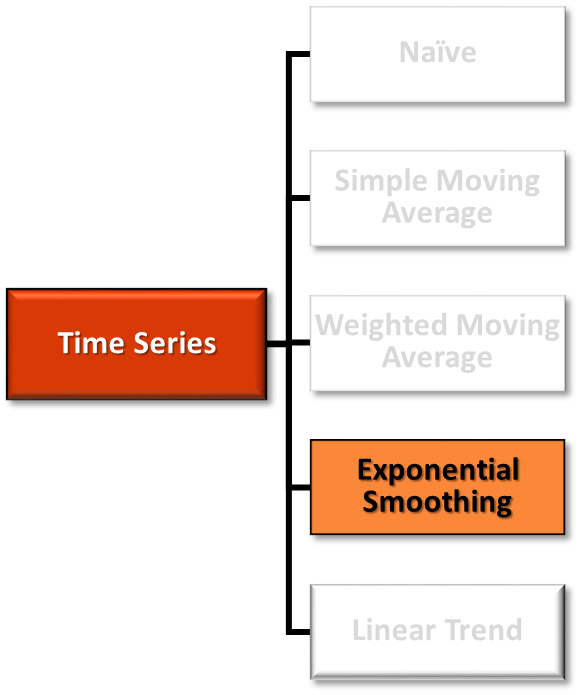 Naïve
Simple Moving
Average
Time Series
Weighted Moving
Average
Exponential
Smoothing
Linear Trend